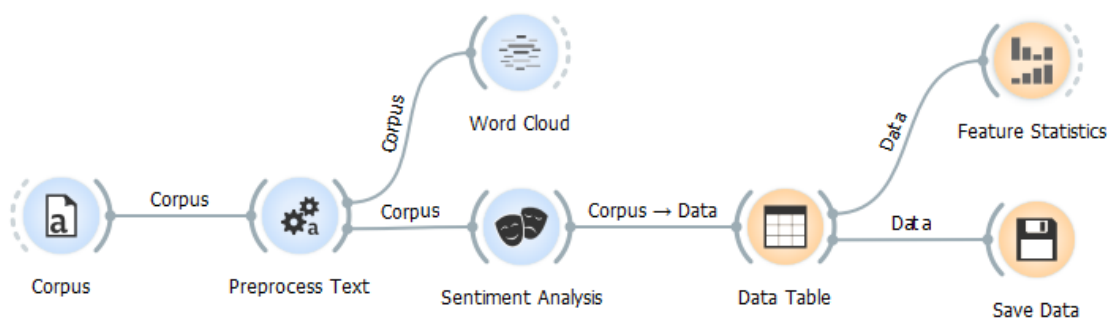 Corpus
Word Cloud
Data
Feature Statistics
a
Corpus
Corpus
a
Preprocess Text
Corpus
Sentiment Analysis
Corpus → Data
Data Table
Data
Save Data